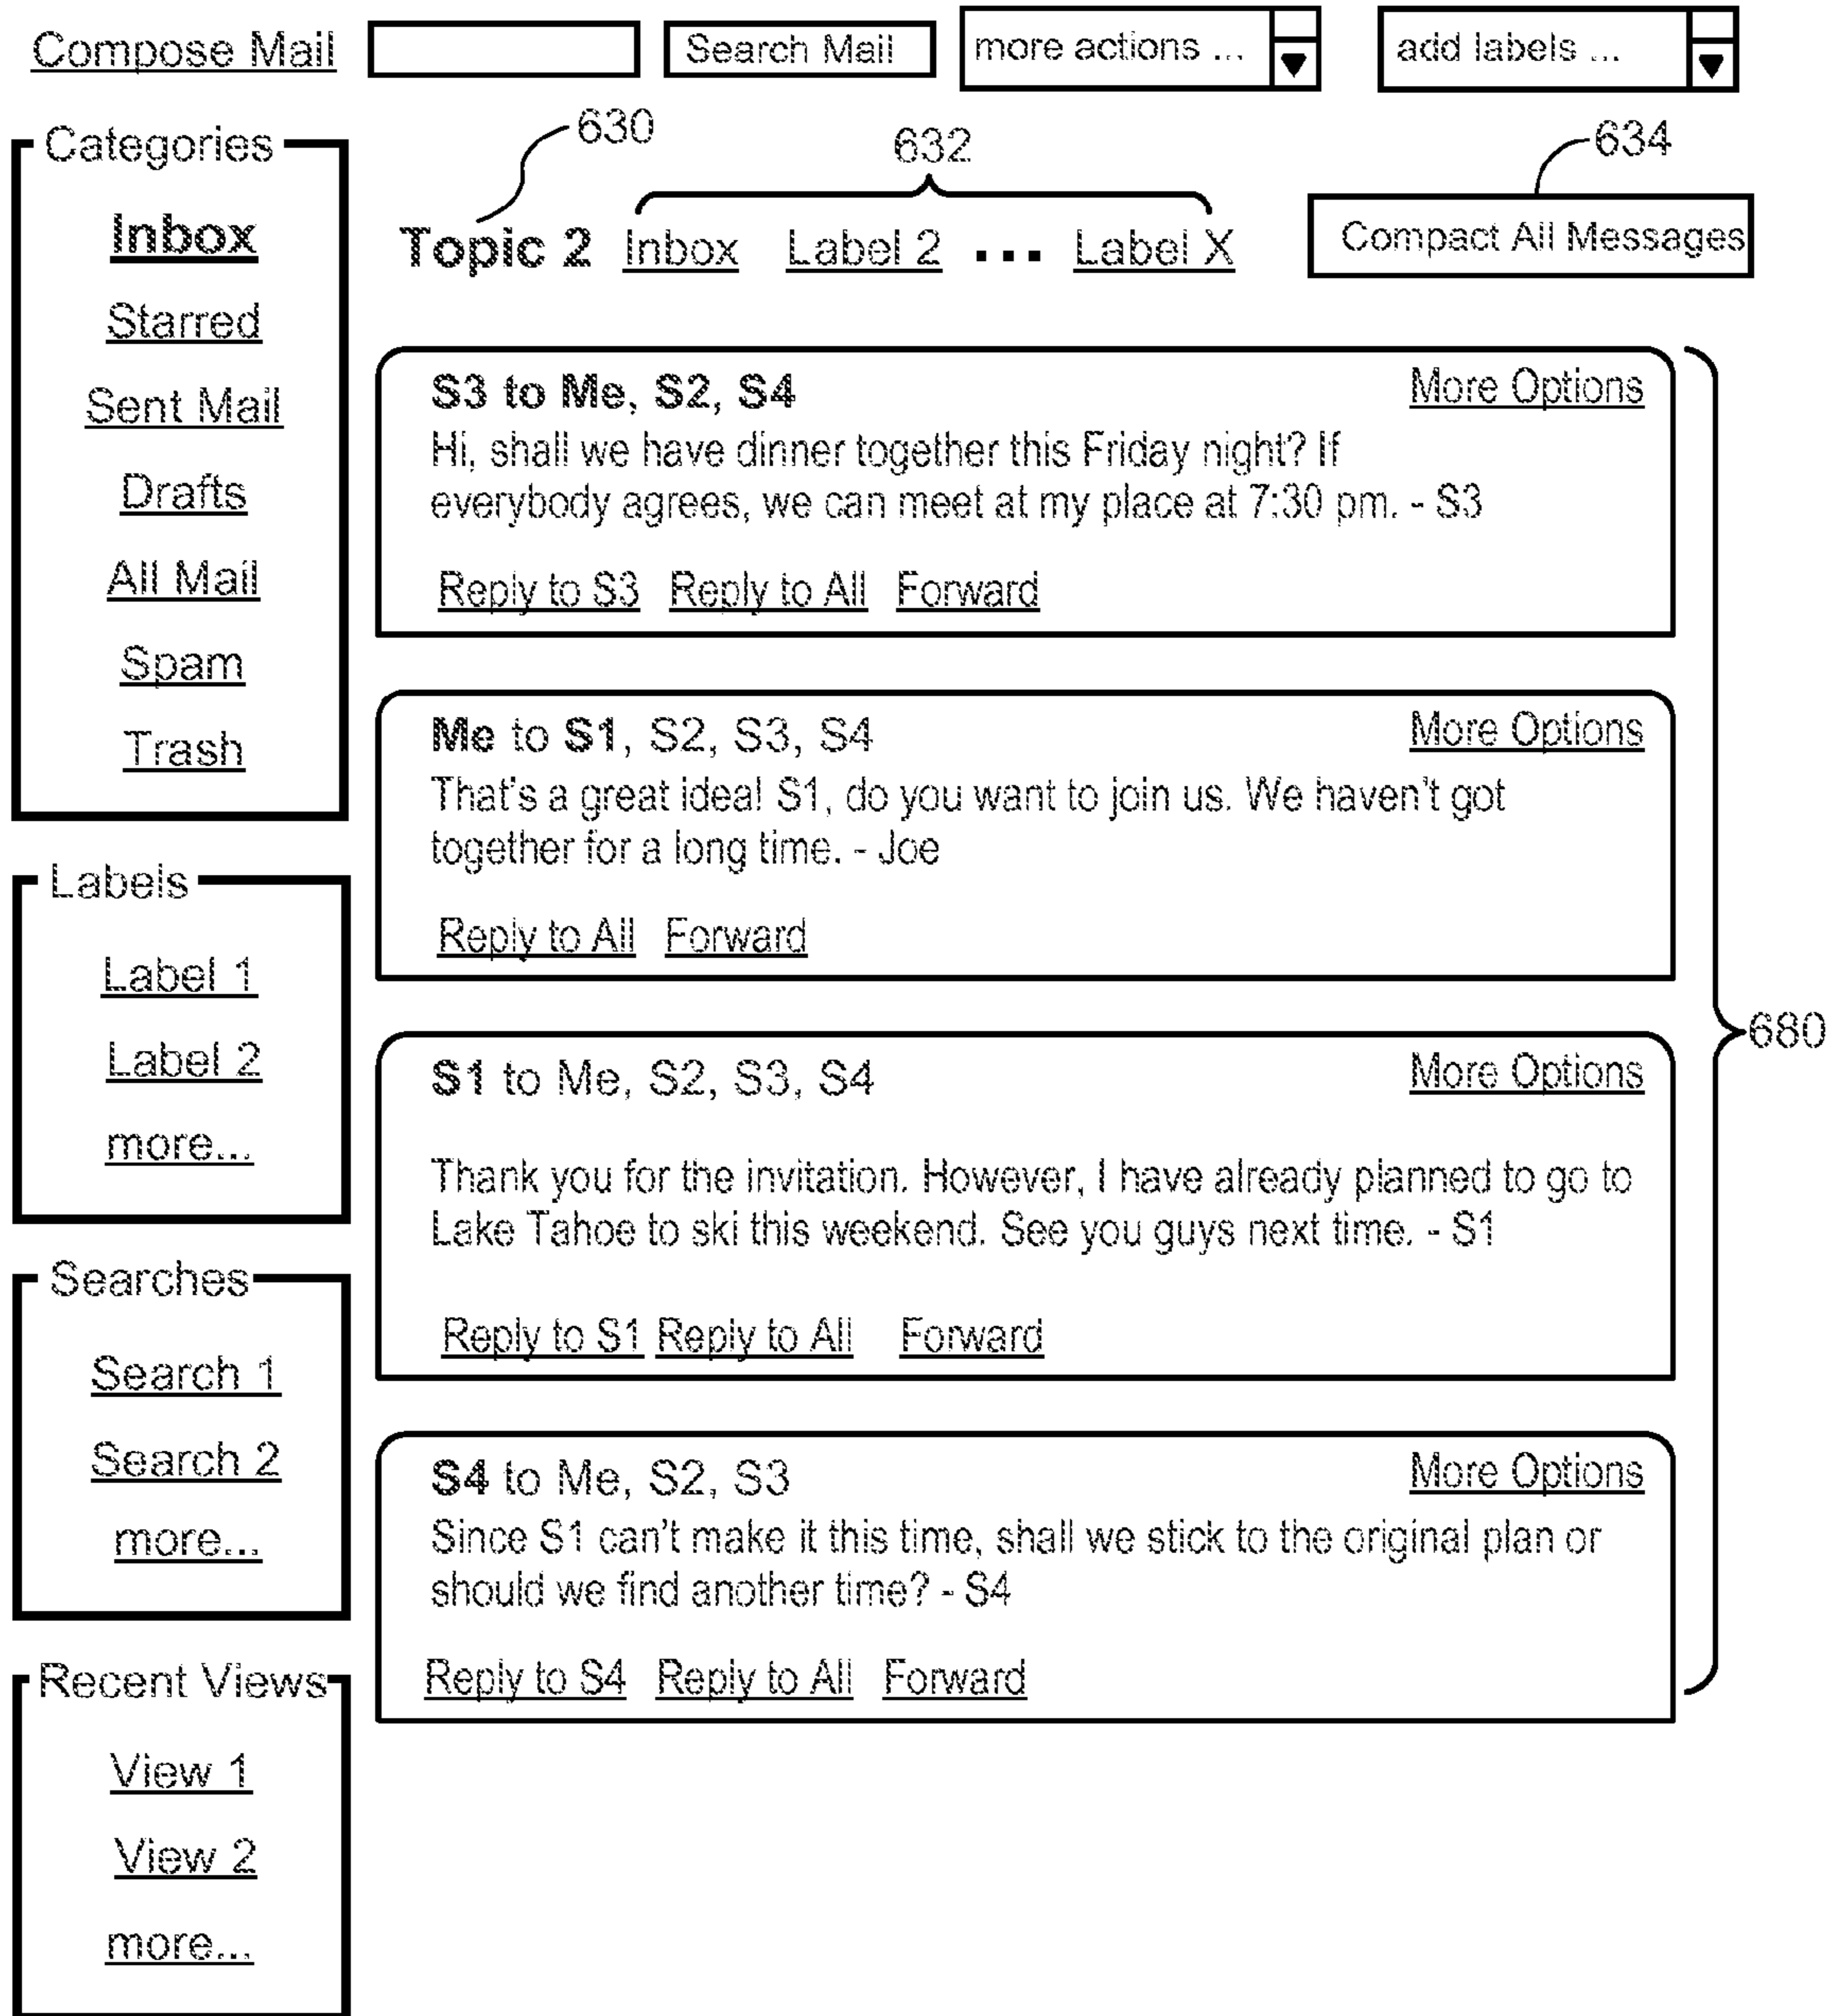 Compose Mail
Search Mail
more actions ...
add labels ...
Categories
Inbox
Starred
Sent Mail
Drafts
All Mail
Spam
Trash
Labels
Label 1
Label 2
more...
Searches
Search 1
Search 2
more...
Recent Views
View 1
View 2
more...
630
632
634
Topic 2 Inbox Label 2 ... Label X
Compact All Messages
S3 to Me, S2, S4 More Options
Hi, shall we have dinner together this Friday night? If
everybody agrees, we can meet at my place at 7:30 pm. - S3
Reply to S3 Reply to All Forward
Me to S1, S2, S3, S4 More Options
That's a great idea! S1, do you want to join us. We haven't got
together for a long time. - Joe
Reply to All Forward
S1 to Me, S2, S3, S4 More Options
Thank you for the invitation. However, I have already planned to go to
Lake Tahoe to ski this weekend. See you guys next time. - S1
Reply to S1 Reply to All Forward
S4 to Me, S2, S3 More Options
Since S1 can't make it this time, shall we stick to the original plan or
should we find another time? - S4
Reply to S4 Reply to All Forward
680